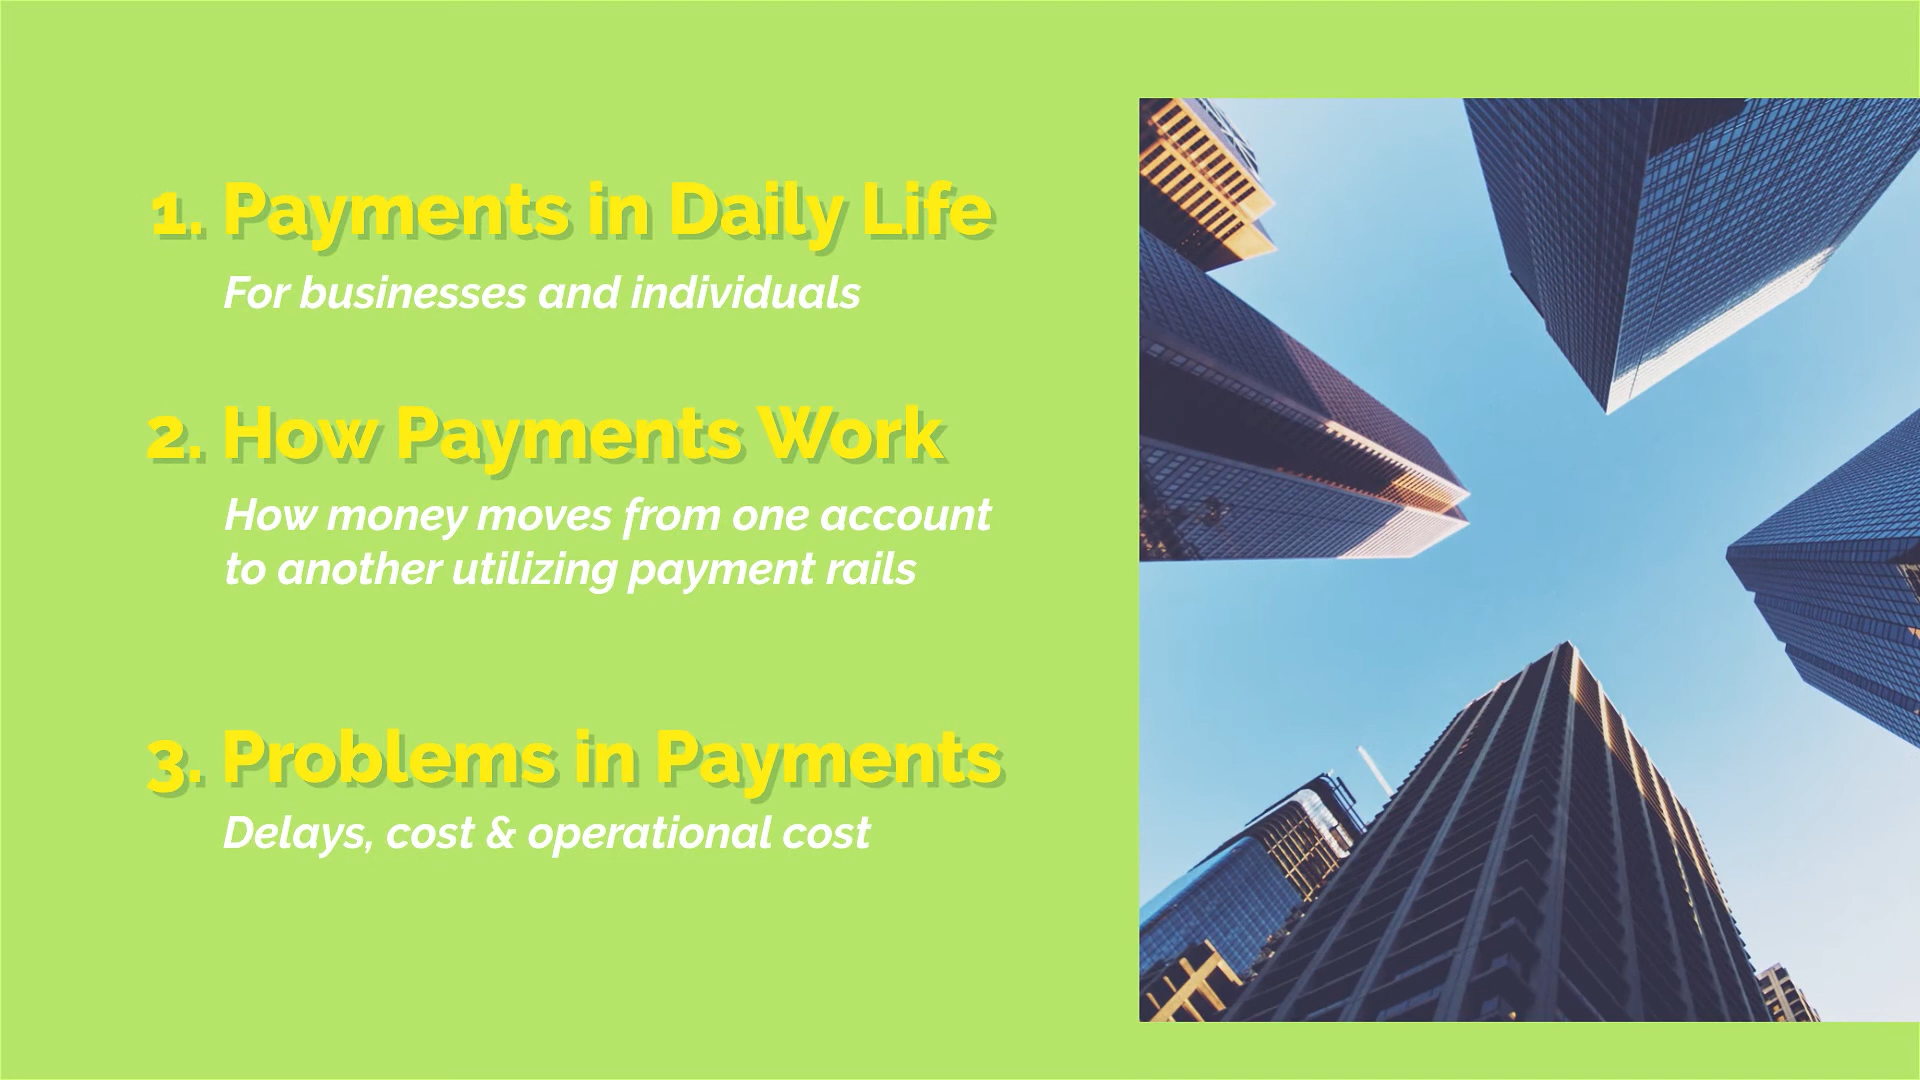 1. Payments in Daily Life
For businesses and individuals
2. How Payments Work
How money moves from one account
to another utilizing payment rails
3. Problems in Payments
Delays, cost & operational cost